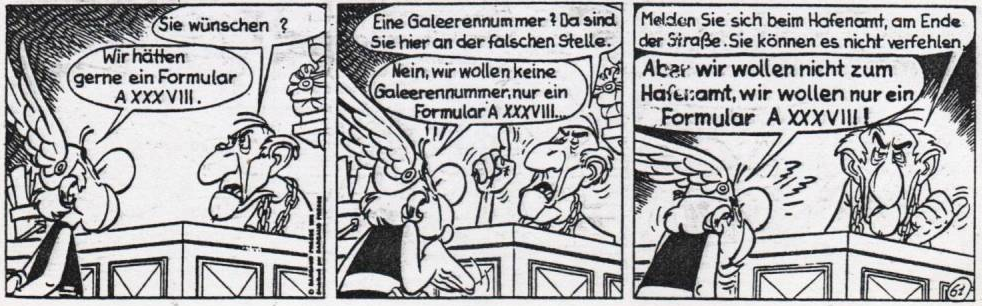 Sie wünschen ?
Wir hätten
gerne ein Formular
A XXXVIII.
Eine Galeerennummer ? Da sind
Sie hier an der falschen Stelle.
Nein, wir wollen keine
Galeerennummer, nur ein
Formular A XXXVIII...
Melden Sie sich beim Hafenamt, am Ende
der Straße. Sie können es nicht verfehlen.
Aber wir wollen nicht zum
Hafenamt, wir wollen nur ein
Formular A XXXVIII !
61